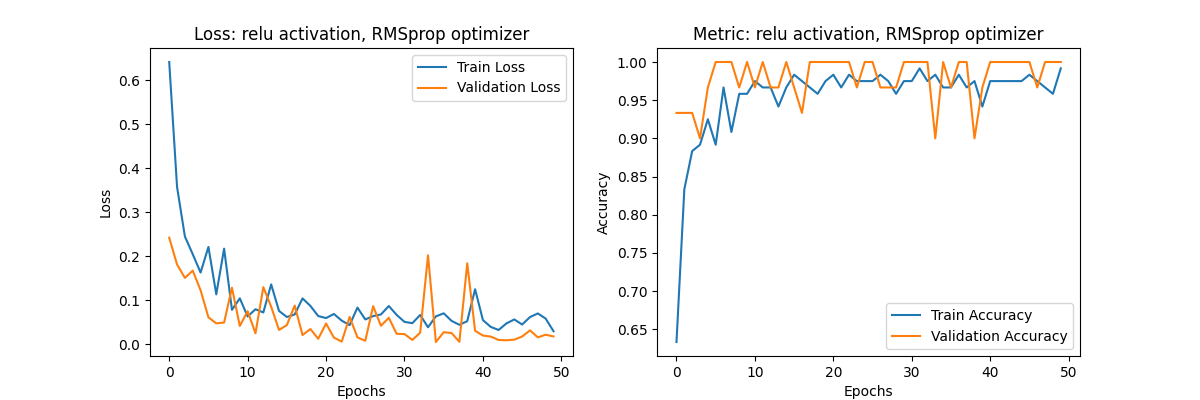 Loss: relu activation, RMSprop optimizer
Train Loss
Validation Loss
Loss
0.6
0.5
0.4
0.3
0.2
0.1
0.0
0 10 20 30 40 50
Epochs
Metric: relu activation, RMSprop optimizer
Accuracy
1.00
0.95
0.90
0.85
0.80
0.75
0.70
0.65
Train Accuracy
Validation Accuracy
0 10 20 30 40 50
Epochs